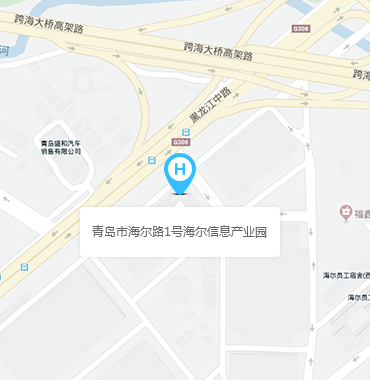 跨海大桥高架路
跨海大桥高架路
G308
河
跨海
黑龙江中路
青岛盛和汽车
销售有限公司
G308
H
福鑫
青岛市海尔路1号海尔信息产业园
海尔员工宿舍(西
海尔员工